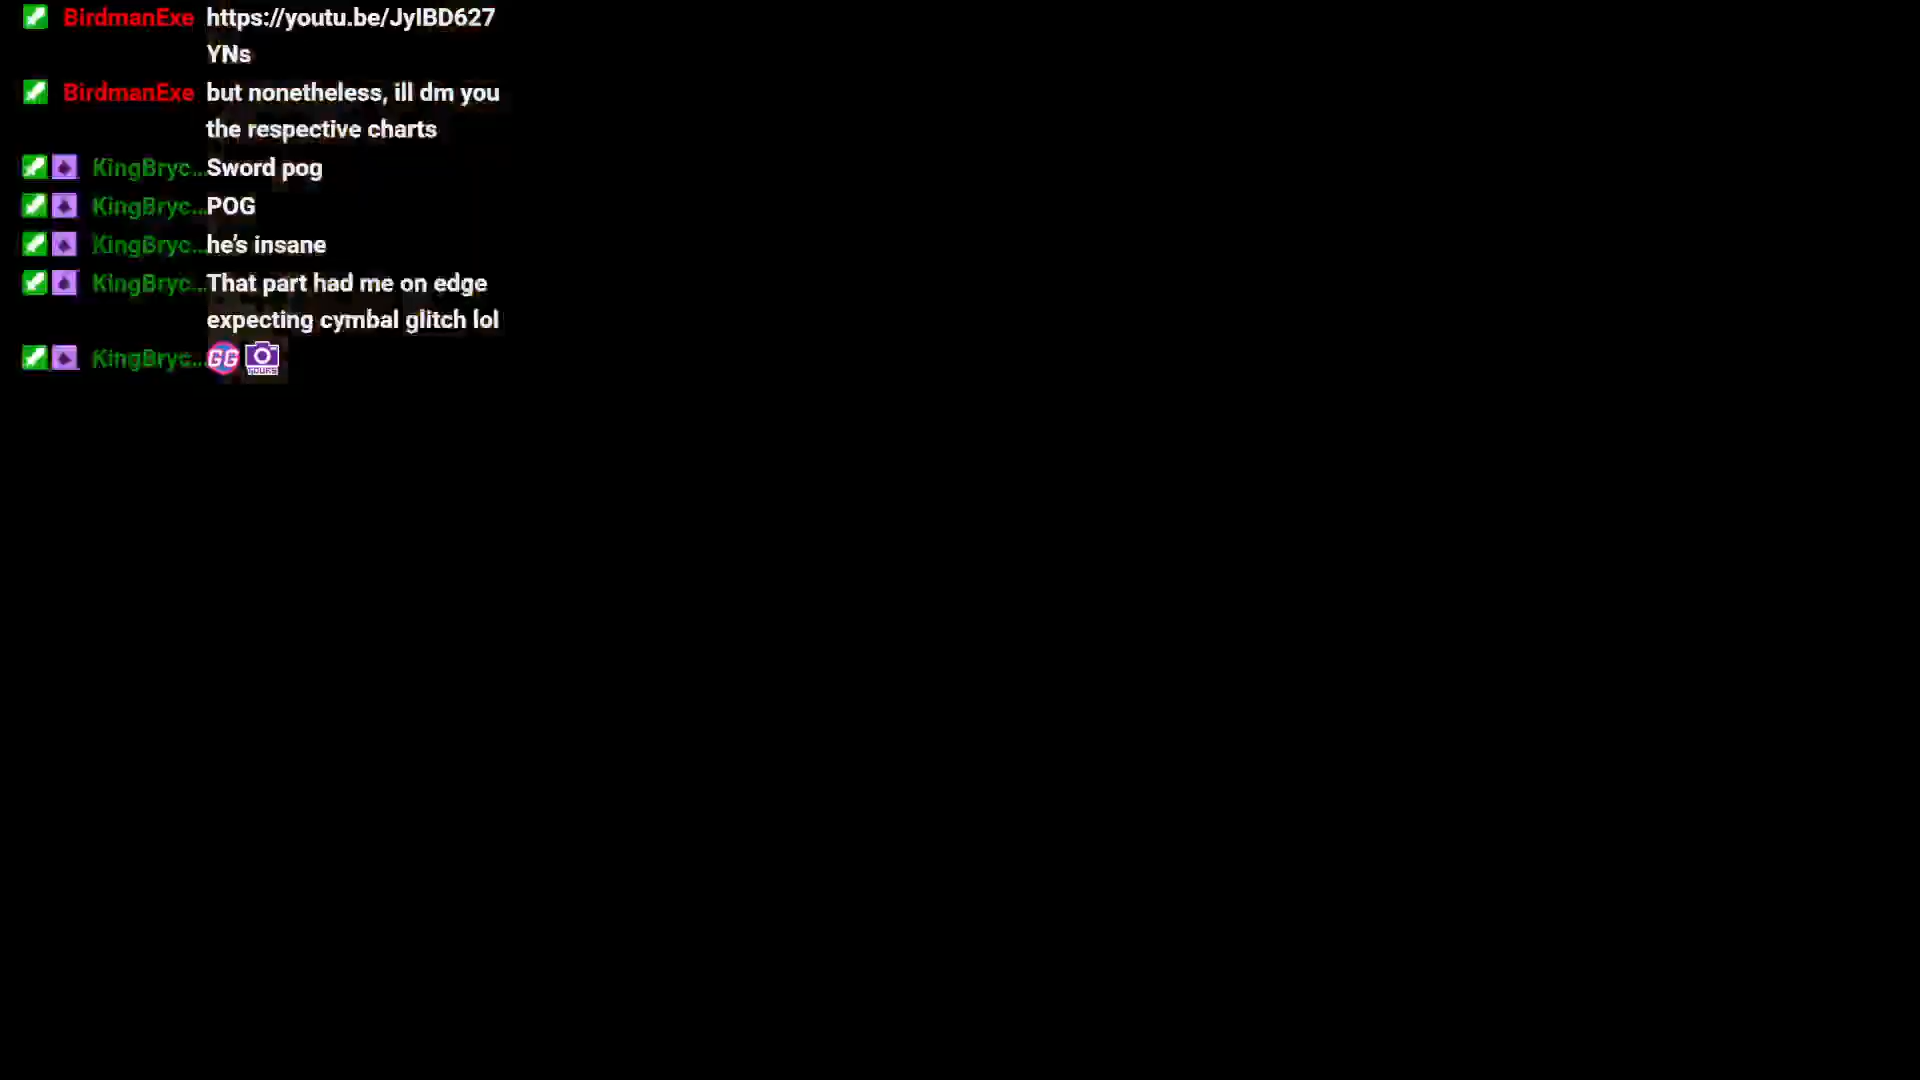 BirdmanExe https://youtu.be/JyIBD627
YNs
BirdmanExe but nonetheless, ill dm you
the respective charts
KingBryc... Sword pog
KingBryc... POG
KingBryc... he's insane
KingBryc... That part had me on edge
expecting cymbal glitch lol
KingBryc... GG